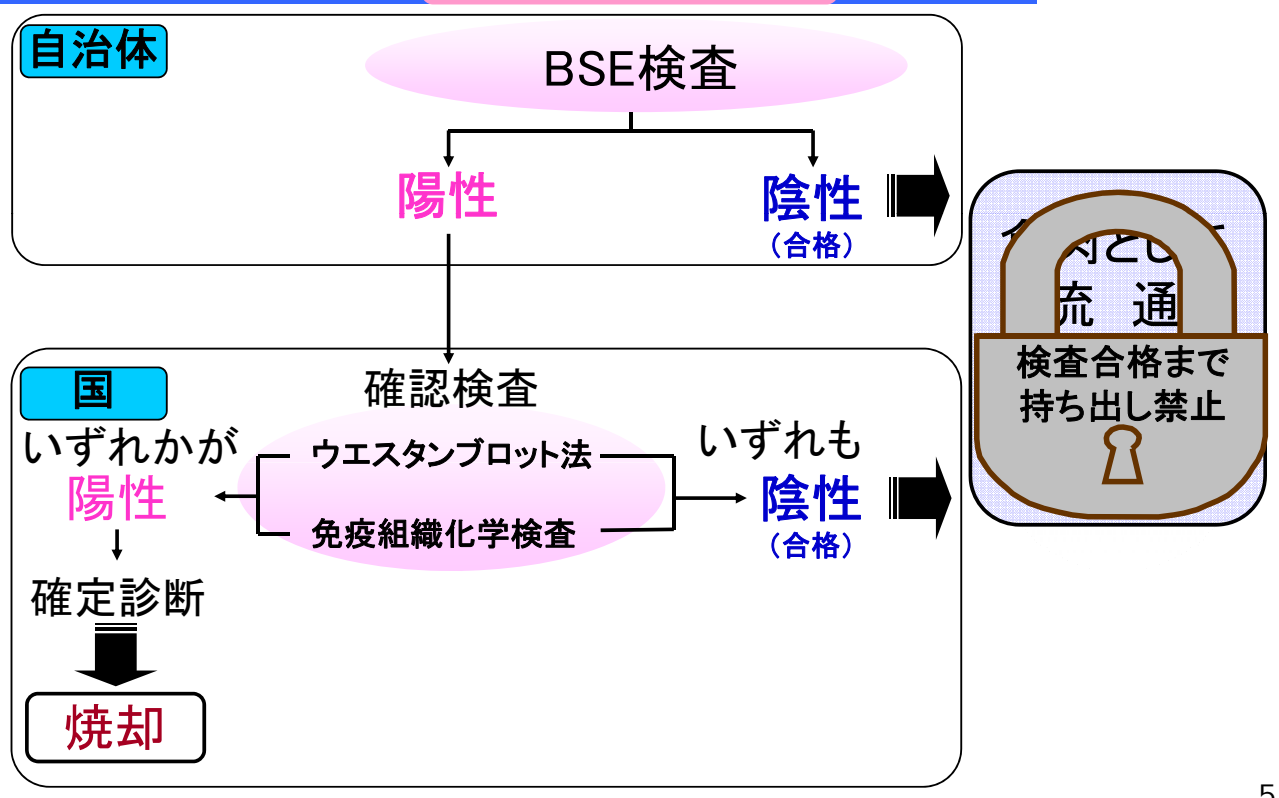 自治体
BSE検査
陽性
陰性
（合格）
流 通
検査合格まで
持ち出し禁止
国
確認検査
いずれかが
陽性
ウエスタンブロット法
免疫組織化学検査
いずれも
陰性
（合格）
確定診断
焼却
5